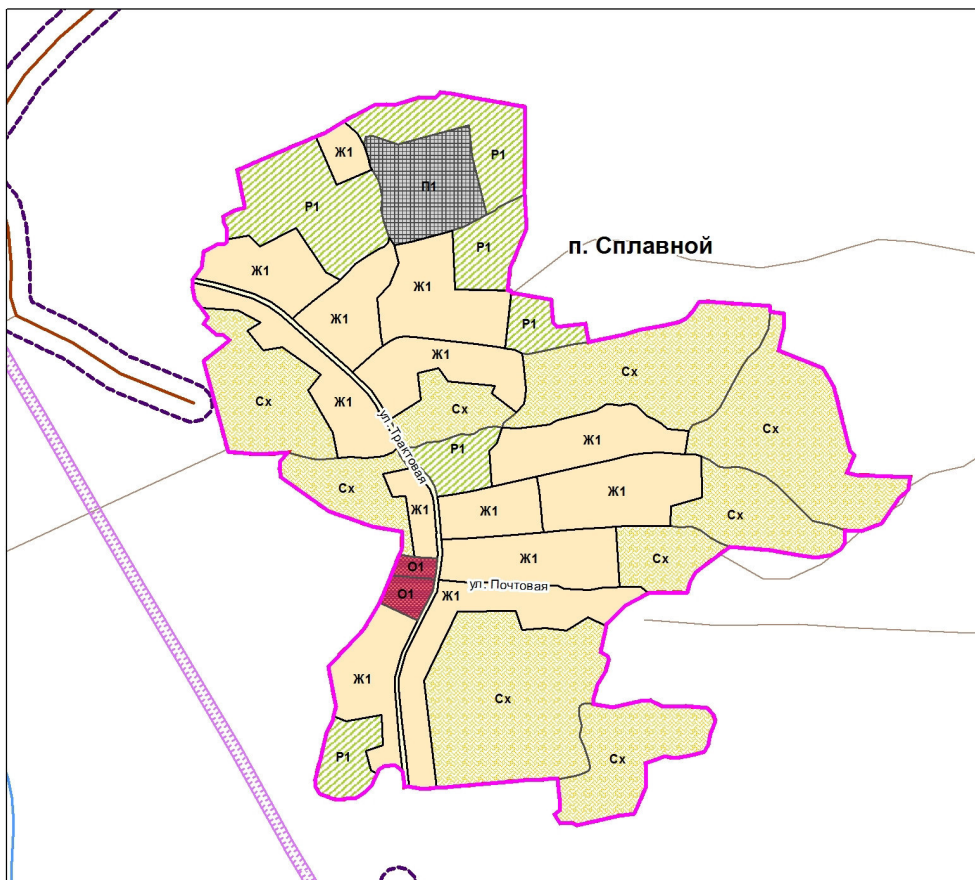 Ж1
Р1
П1
Р1
Р1
п. Сплавной
Ж1
Ж1
Ж1
Р1
Ж1
Сх
Ж1
Сх
ул. Трактовая
Сх
Р1
Ж1
Сх
Сх
Ж1
Ж1
Ж1
Сх
Ж1
Сх
О1
О1
Ж1
ул. Почтовая
Ж1
Сх
Р1
Сх